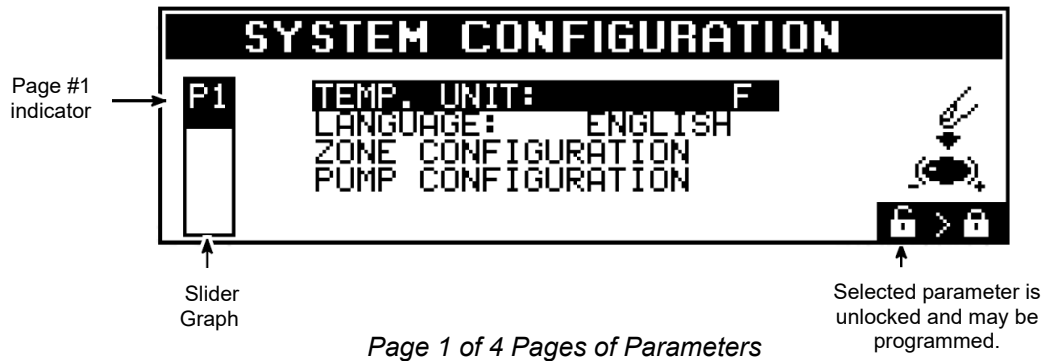 SYSTEM CONFIGURATION
Page #1
indicator
P1
TEMP. UNIT: F
LANGUAGE: ENGLISH
ZONE CONFIGURATION
PUMP CONFIGURATION
- +
>
Slider
Graph
Selected parameter is
unlocked and may be
programmed.
Page 1 of 4 Pages of Parameters